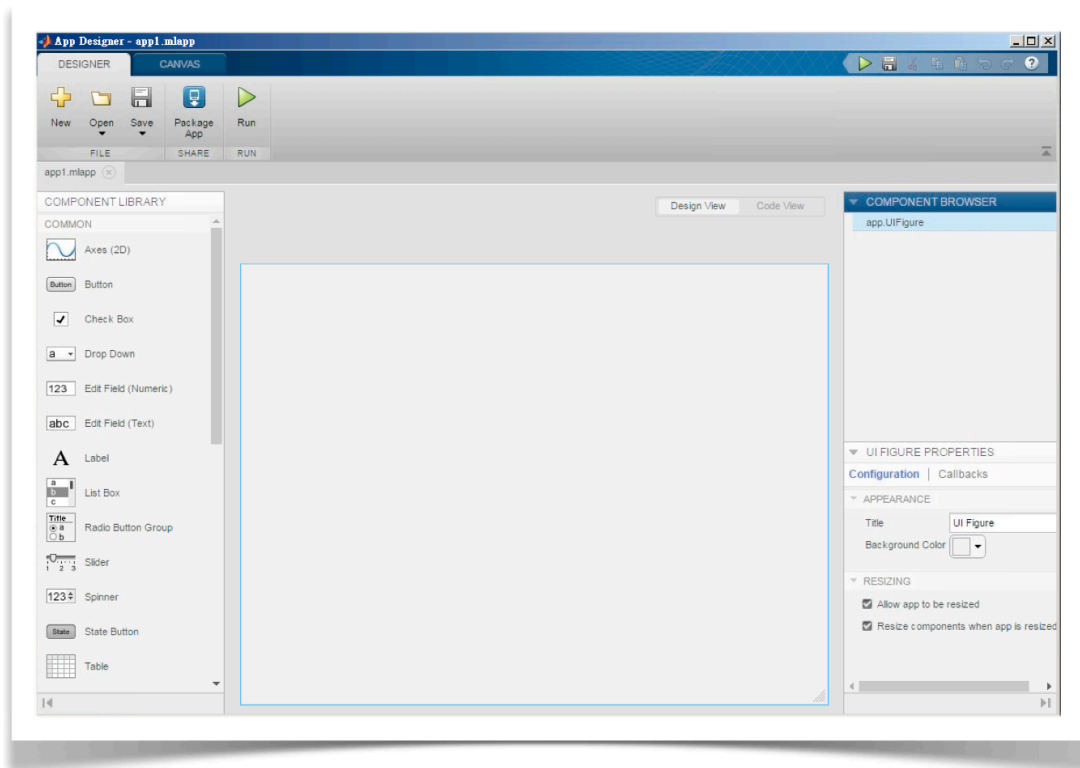 App Designer - app1.mlapp
DESIGNER CANVAS
?
New Open Save Package App Run
FILE SHARE RUN
app1.mlapp
COMPONENT LIBRARY
COMMON
Axes (2D)
Button Button
Check Box
a Drop Down
123 Edit Field (Numeric)
abc Edit Field (Text)
A Label
a
b
c
List Box
Title
a
b
Radio Button Group
1 2 3
Slider
123 Spinner
State State Button
Table
Design View Code View
COMPONENT BROWSER
app.UIFigure
UI FIGURE PROPERTIES
Configuration | Callbacks
APPEARANCE
Title UI Figure
Background Color
RESIZING
Allow app to be resized
Resize components when app is resized